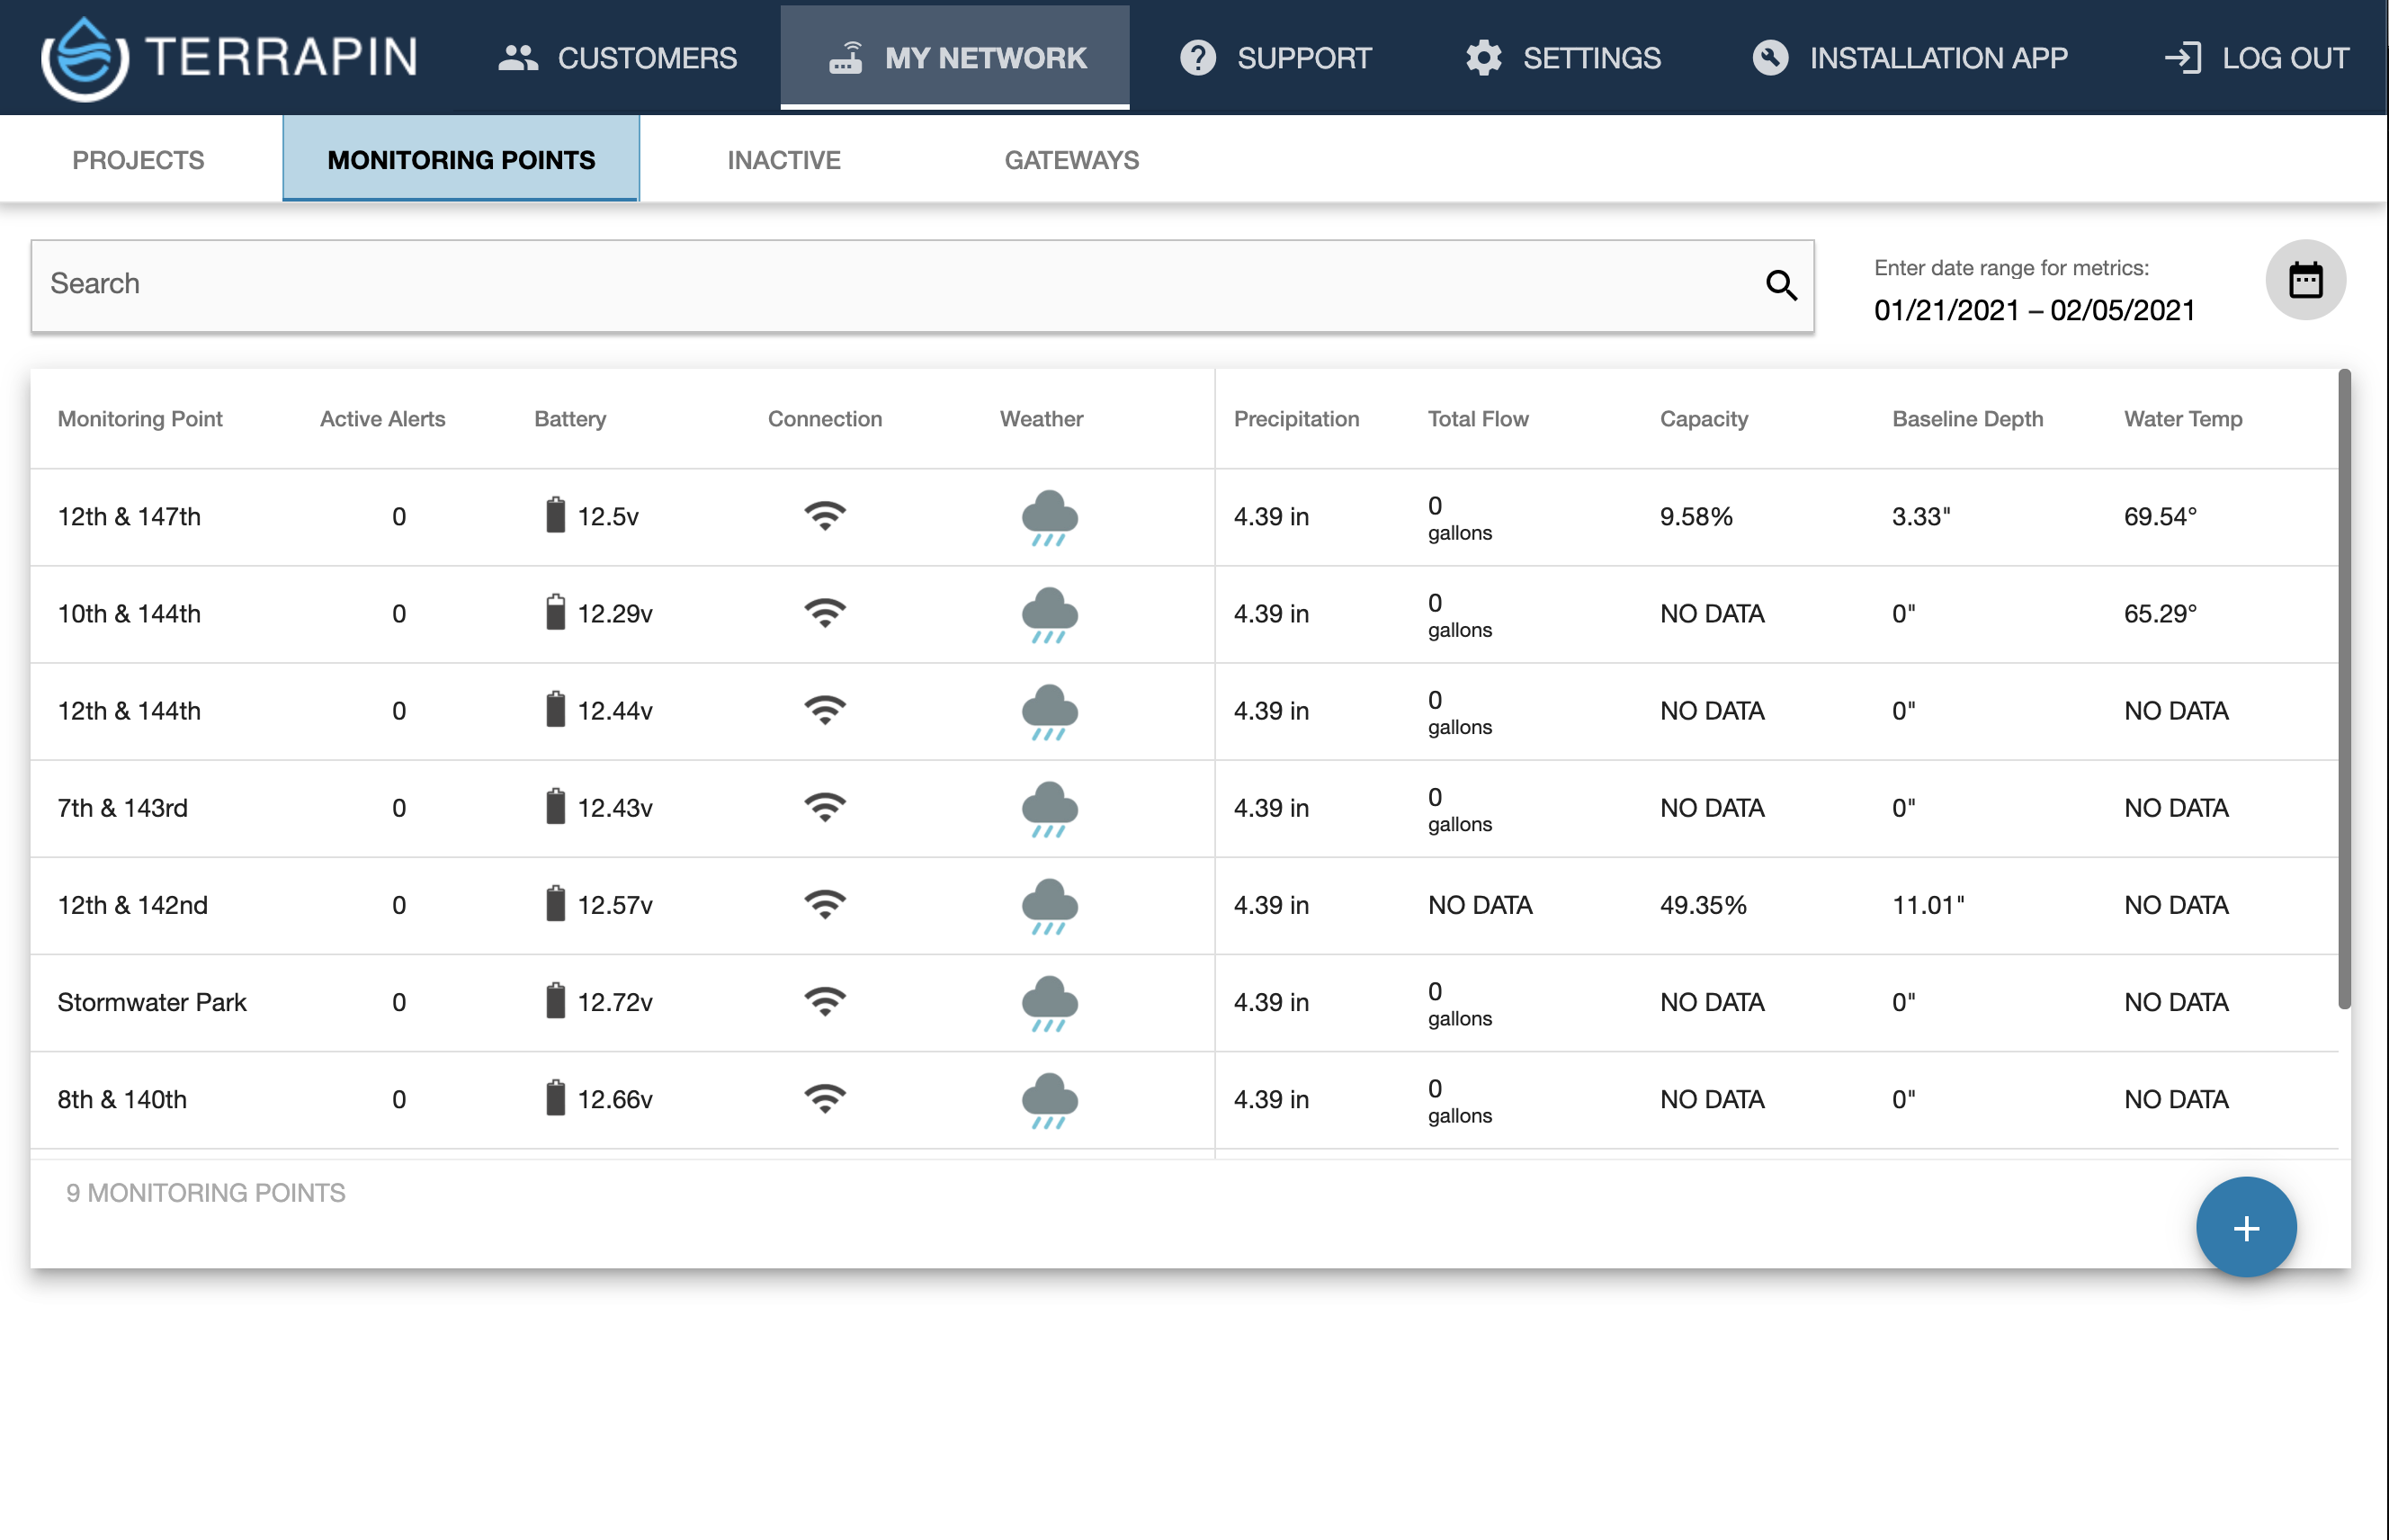 TERRAPIN
CUSTOMERS
MY NETWORK
SUPPORT
SETTINGS
INSTALLATION APP
LOG OUT
PROJECTS
MONITORING POINTS
INACTIVE
GATEWAYS
Search
Enter date range for metrics:
01/21/2021 – 02/05/2021
Monitoring Point Active Alerts Battery Connection Weather Precipitation Total Flow Capacity Baseline Depth Water Temp
12th & 147th 0 12.5v 4.39 in 0 gallons 9.58% 3.33" 69.54°
10th & 144th 0 12.29v 4.39 in 0 gallons NO DATA 0" 65.29°
12th & 144th 0 12.44v 4.39 in 0 gallons NO DATA 0" NO DATA
7th & 143rd 0 12.43v 4.39 in 0 gallons NO DATA 0" NO DATA
12th & 142nd 0 12.57v 4.39 in NO DATA 49.35% 11.01" NO DATA
Stormwater Park 0 12.72v 4.39 in 0 gallons NO DATA 0" NO DATA
8th & 140th 0 12.66v 4.39 in 0 gallons NO DATA 0" NO DATA
9 MONITORING POINTS
+